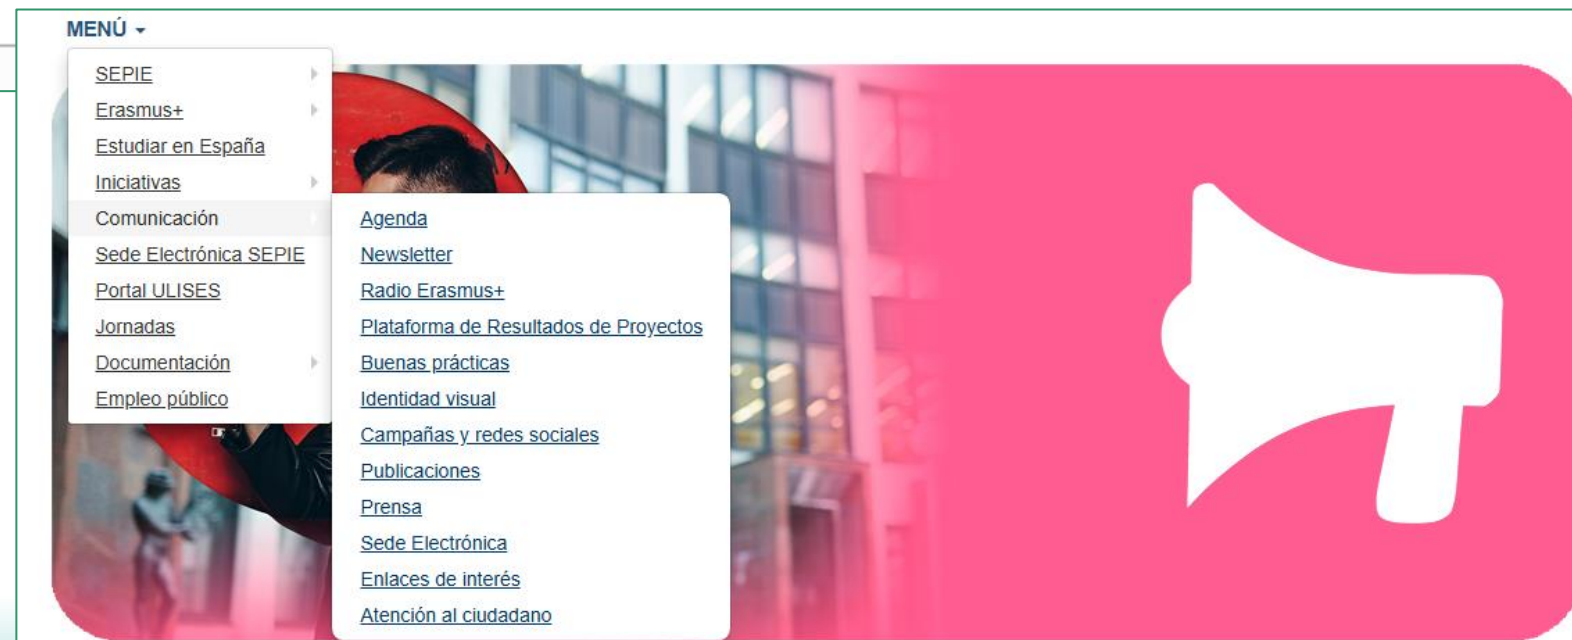 MENÚ
SEPIE
Erasmus+
Estudiar en España
Iniciativas
Comunicación
Sede Electrónica SEPIE
Portal ULISES
Jornadas
Documentación
Empleo público
Agenda
Newsletter
Radio Erasmus+
Plataforma de Resultados de Proyectos
Buenas prácticas
Identidad visual
Campañas y redes sociales
Publicaciones
Prensa
Sede Electrónica
Enlaces de interés
Atención al ciudadano